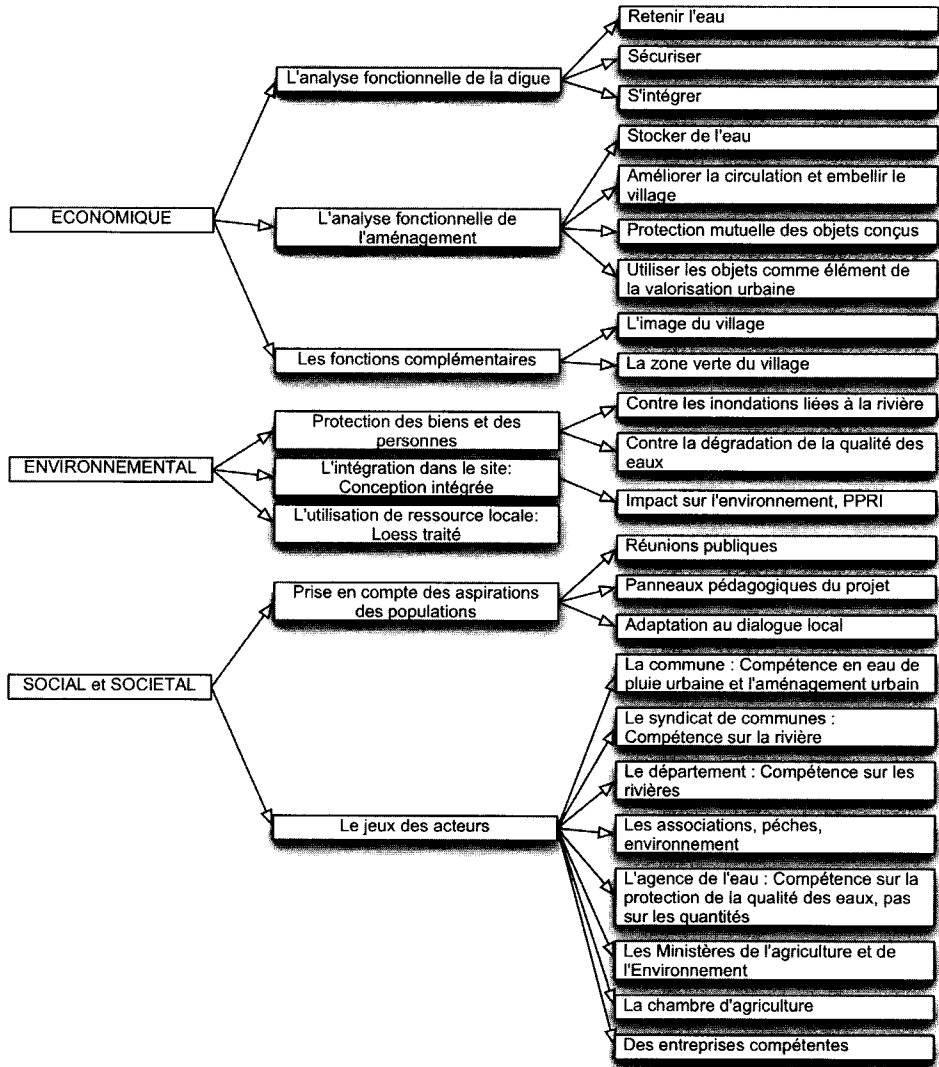 Retenir l'eau
Sécuriser
L'analyse fonctionnelle de la digue
S'intégrer
Stocker de l'eau
Améliorer la circulation et embellir le
village
ECONOMIQUE
L'analyse fonctionnelle de
l'aménagement
Protection mutuelle des objets conçus
Utiliser les objets comme élément de
la valorisation urbaine
L'image du village
Les fonctions complémentaires
La zone verte du village
Protection des biens et des
personnes
Contre les inondations liées à la rivière
Contre la dégradation de la qualité des
eaux
ENVIRONNEMENTAL
L'intégration dans le site:
Conception intégrée
Impact sur l'environnement, PPRI
L'utilisation de ressource locale:
Loess traité
Réunions publiques
Prise en compte des aspirations
des populations
Panneaux pédagogiques du projet
Adaptation au dialogue local
SOCIAL et SOCIETAL
La commune : Compétence en eau de
pluie urbaine et l'aménagement urbain
Le syndicat de communes :
Compétence sur la rivière
Le département : Compétence sur les
rivières
Le jeux des acteurs
Les associations, péches,
environnement
L'agence de l'eau : Compétence sur la
protection de la qualité des eaux, pas
sur les quantités
Les Ministères de l'agriculture et de
l'Environnement
La chambre d'agriculture
Des entreprises compétentes